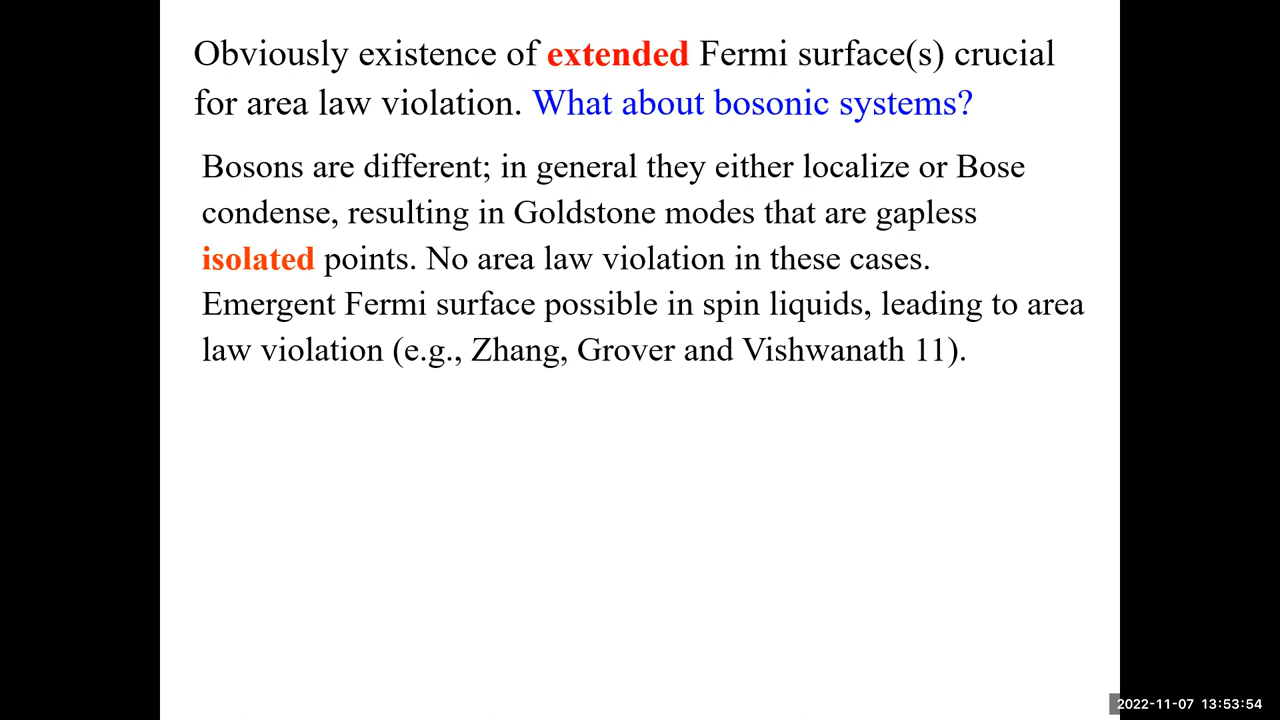 Obviously existence of extended Fermi surface(s) crucial
for area law violation. What about bosonic systems?
Bosons are different; in general they either localize or Bose
condense, resulting in Goldstone modes that are gapless
isolated points. No area law violation in these cases.
Emergent Fermi surface possible in spin liquids, leading to area
law violation (e.g., Zhang, Grover and Vishwanath 11).
2022-11-07 13:53:54